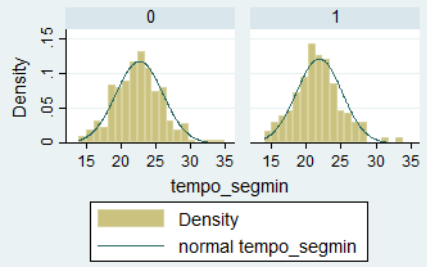 0 1
Density
0 .05 .1 .15
15 20 25 30 35 15 20 25 30 35
tempo_segmin
Density
normal tempo_segmin